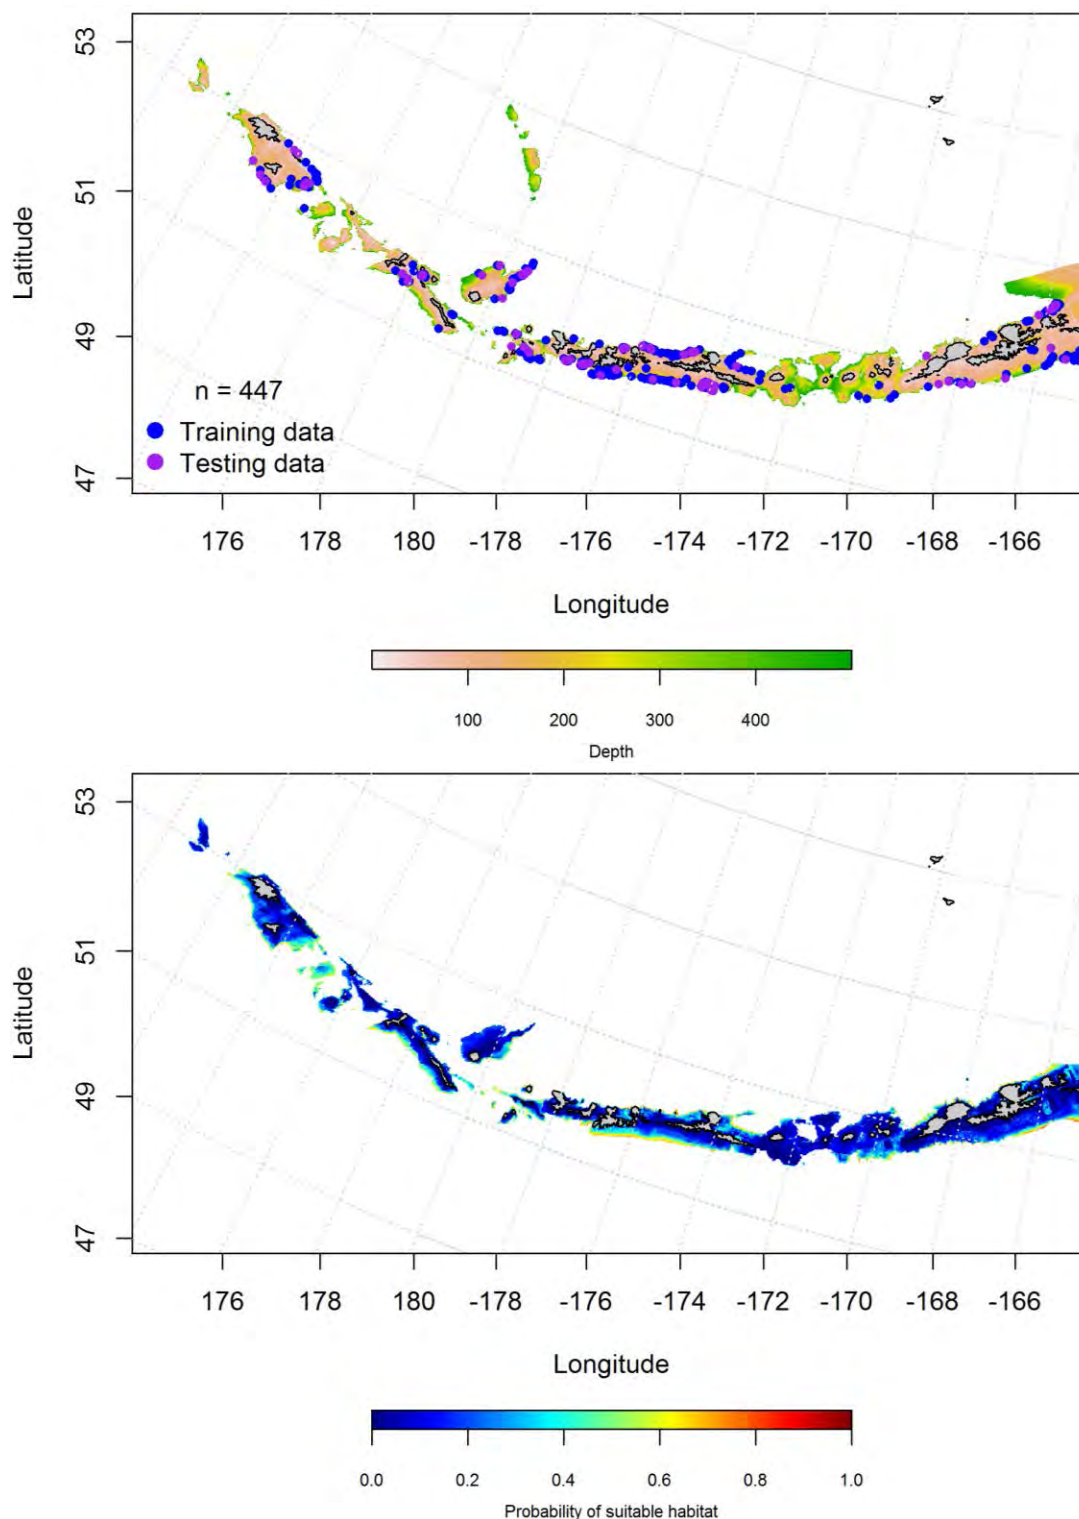 53
51
49
47
Latitude
n = 447
Training data
Testing data
176 178 180 -178 -176 -174 -172 -170 -168 -166
Longitude
100 200 300 400
Depth
53
51
49
47
Latitude
176 178 180 -178 -176 -174 -172 -170 -168 -166
Longitude
0.0 0.2 0.4 0.6 0.8 1.0
Probability of suitable habitat